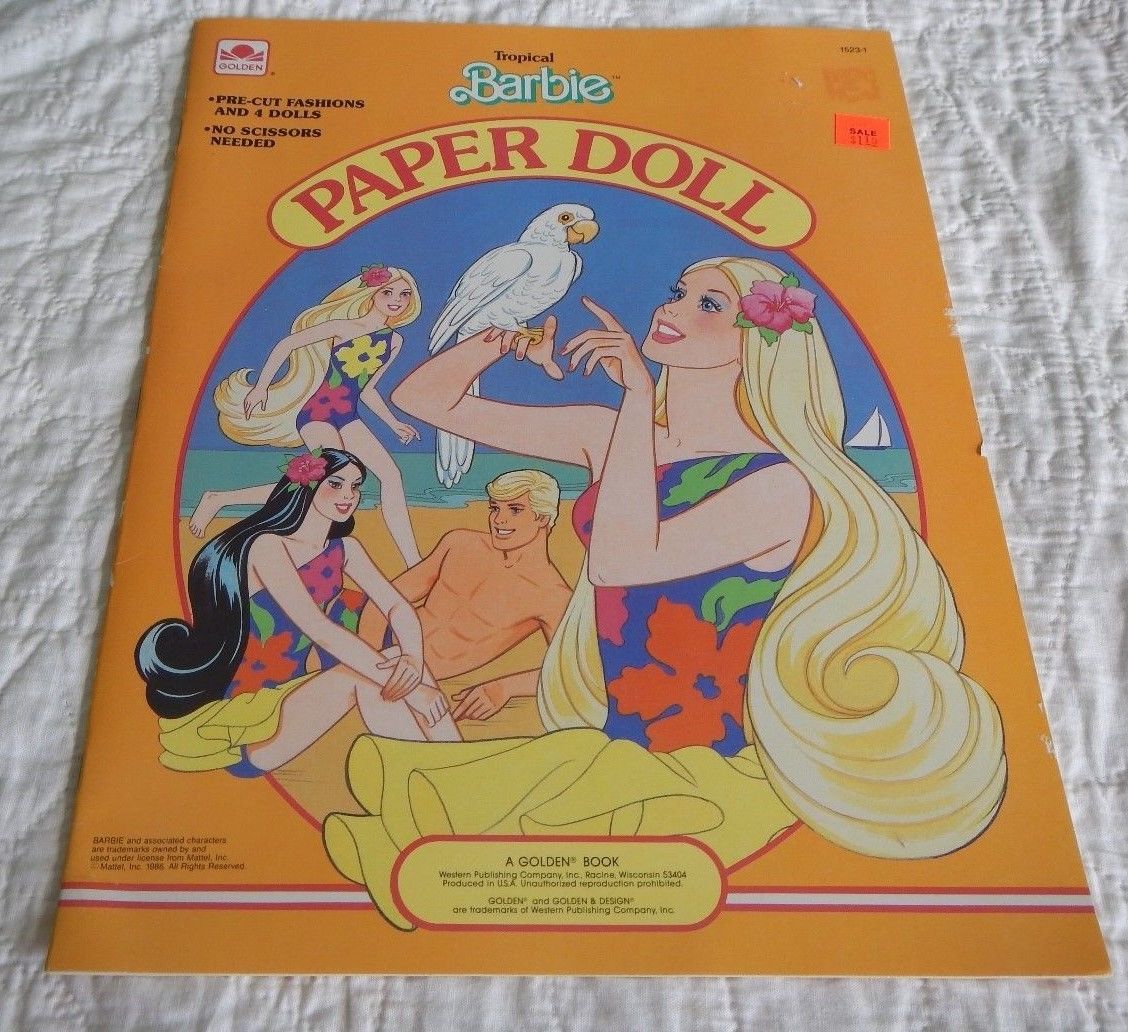 GOLDEN®
Tropical
Barbie™
1523-1
•PRE-CUT FASHIONS
AND 4 DOLLS
•NO SCISSORS
NEEDED
SALE
PAPER DOLL
BARBIE and associated characters
are trademarks owned by and
used under license from Mattel, Inc.
© Mattel, Inc. 1986. All Rights Reserved.
A GOLDEN® BOOK
Western Publishing Company, Inc., Racine, Wisconsin 53404
Produced in U.S.A. Unauthorized reproduction prohibited.
GOLDEN® and GOLDEN & DESIGN®
are trademarks of Western Publishing Company, Inc.